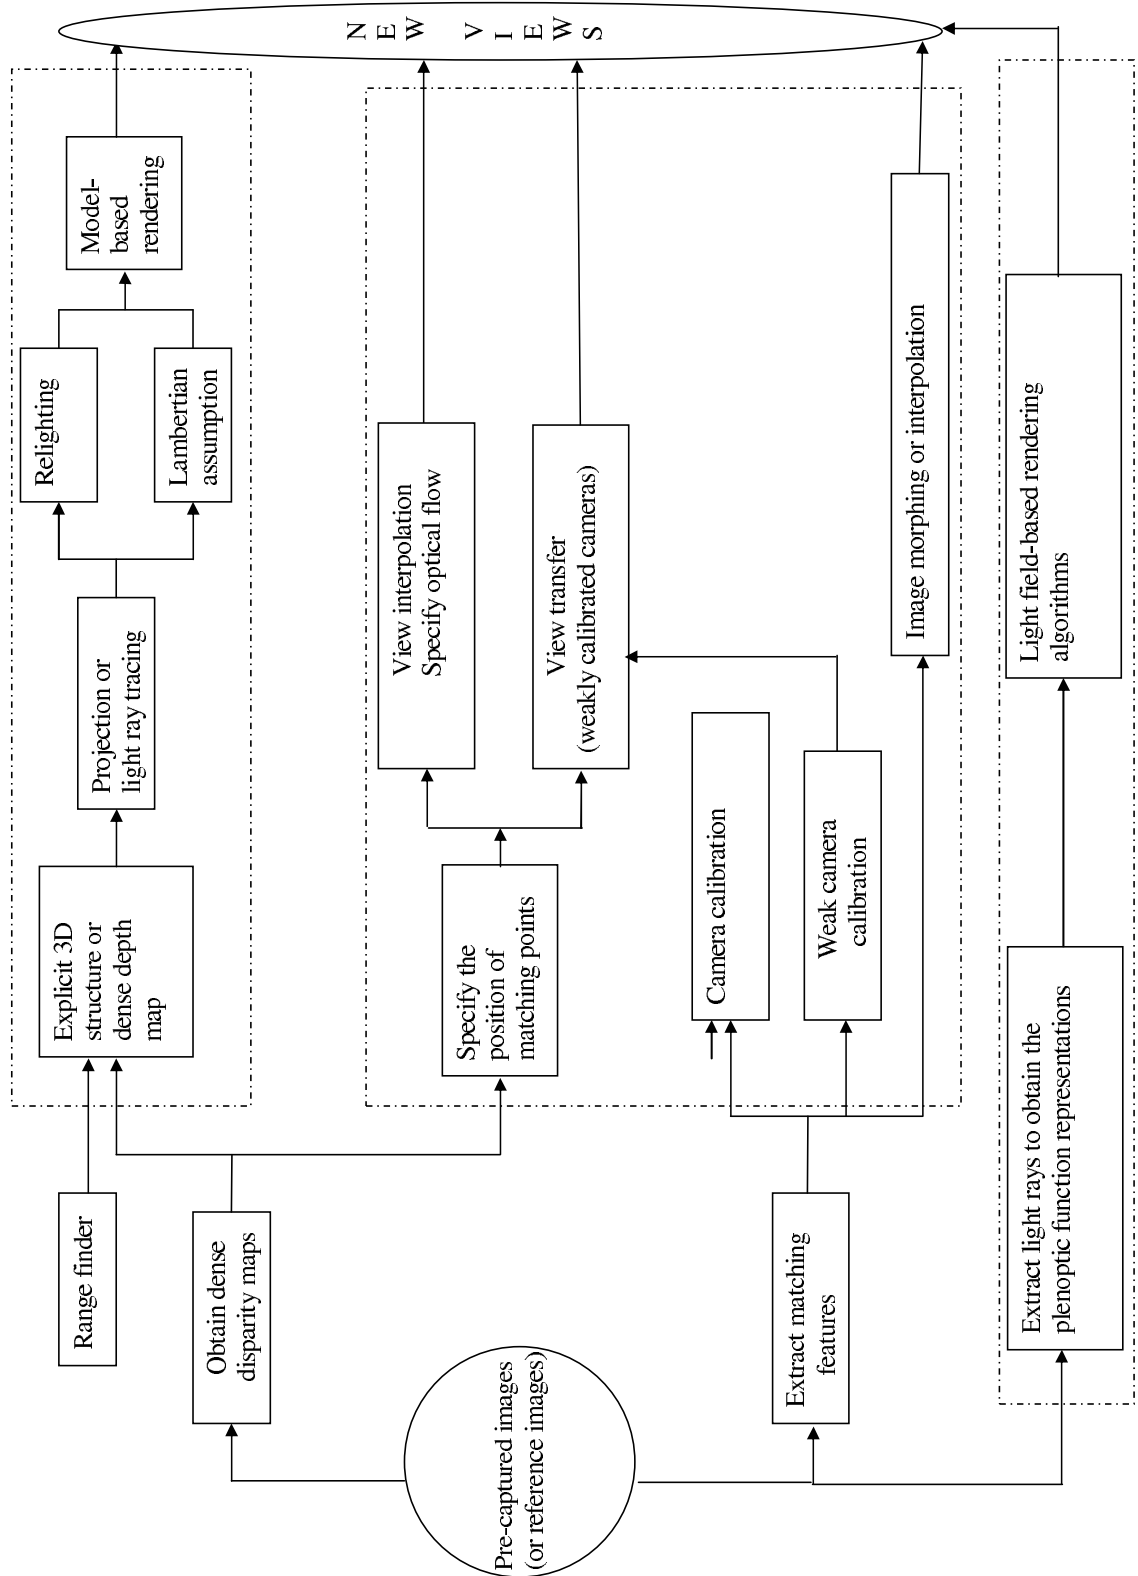 Pre-captured images
(or reference images)
Range finder
Obtain dense
disparity maps
Extract matching
features
Extract light rays to obtain the
plenoptic function representations
Explicit 3D
structure or
dense depth
map
Specify the
position of
matching points
Camera calibration
Weak camera
calibration
Projection or
light ray tracing
View interpolation
Specify optical flow
View transfer
(weakly calibrated cameras)
Image morphing or interpolation
Light field-based rendering
algorithms
Relighting
Lambertian
assumption
Model-
based
rendering
N
E
W
V
I
E
W
S